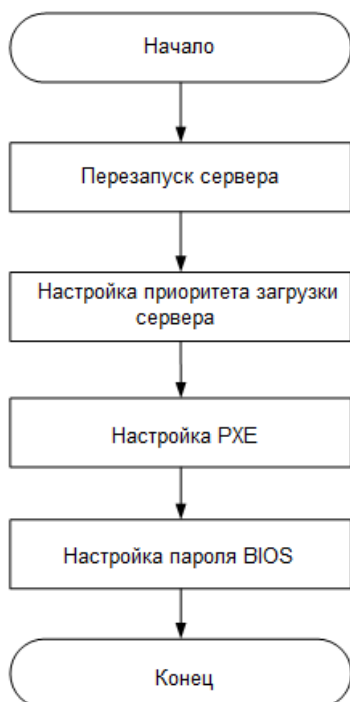 Начало
Перезапуск сервера
Настройка приоритета загрузки
сервера
Настройка PXE
Настройка пароля BIOS
Конец